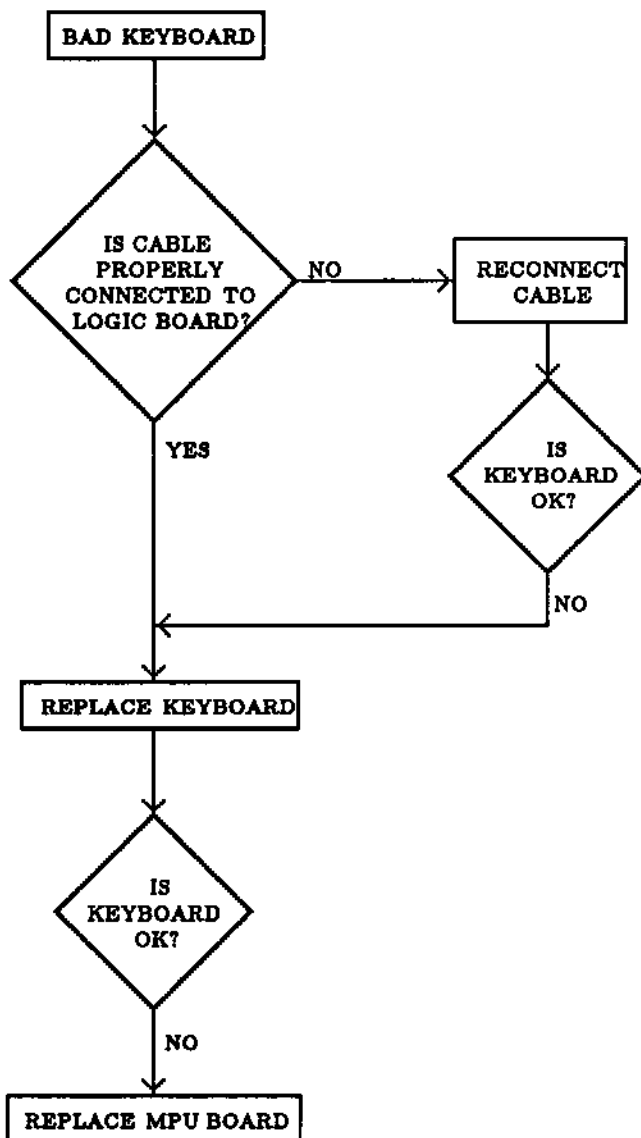 BAD KEYBOARD
IS CABLE
PROPERLY
CONNECTED TO
LOGIC BOARD?
NO
RECONNECT
CABLE
YES
IS
KEYBOARD
OK?
NO
REPLACE KEYBOARD
IS
KEYBOARD
OK?
NO
REPLACE MPU BOARD